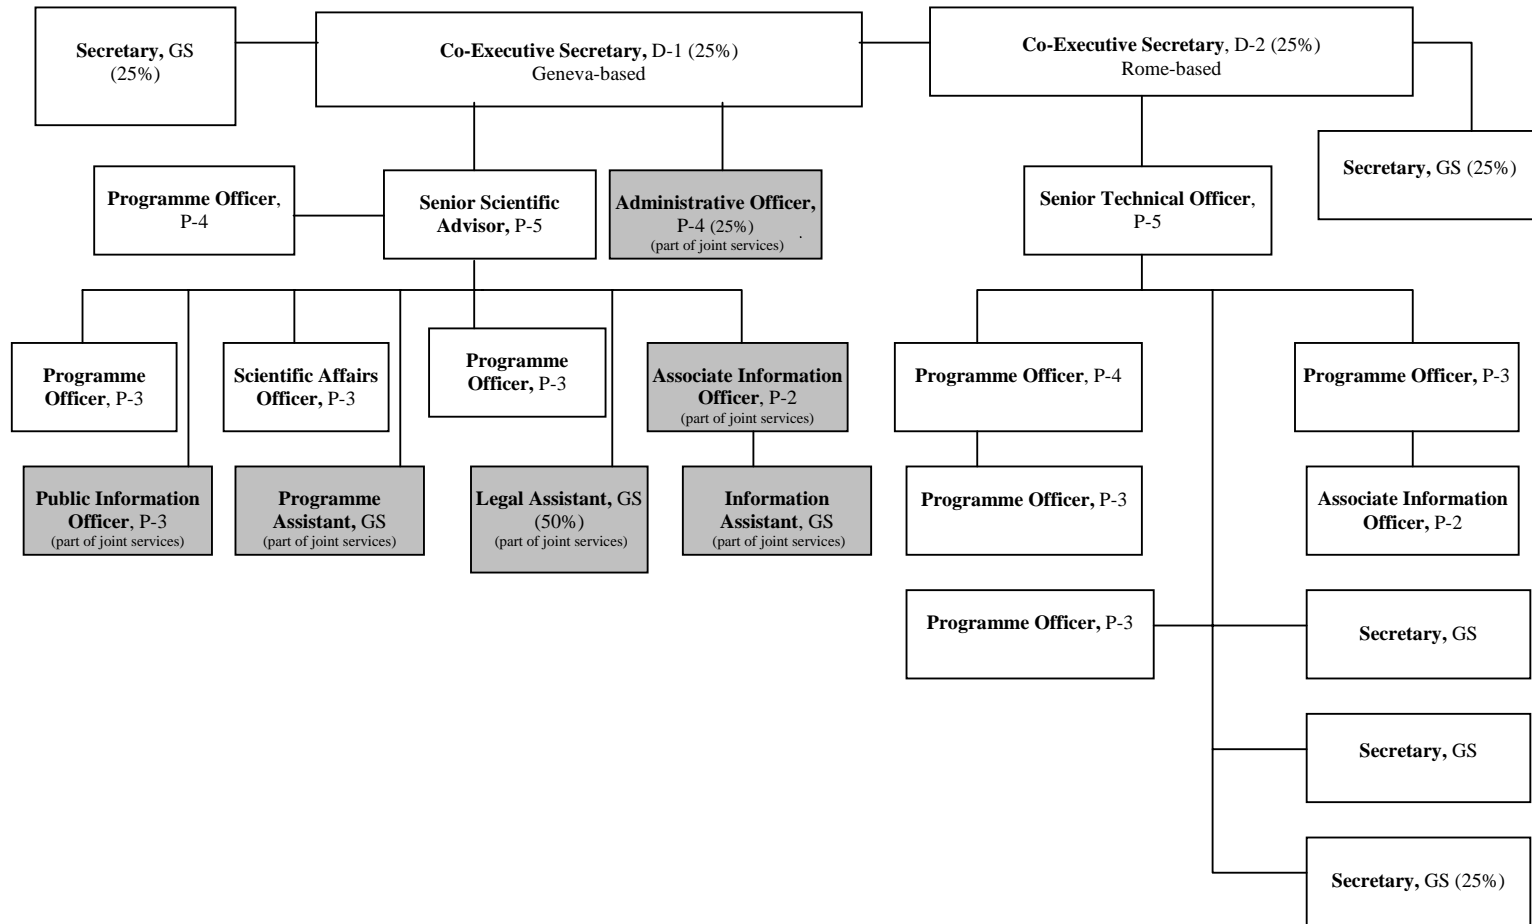 Secretary, GS
(25%)
Co-Executive Secretary, D-1 (25%)
Geneva-based
Co-Executive Secretary, D-2 (25%)
Rome-based
Secretary, GS (25%)
Programme Officer,
P-4
Senior Scientific
Advisor, P-5
Administrative Officer,
P-4 (25%)
(part of joint services)
Senior Technical Officer,
P-5
Programme
Officer, P-3
Scientific Affairs
Officer, P-3
Programme
Officer, P-3
Associate Information
Officer, P-2
(part of joint services)
Programme Officer, P-4
Programme Officer, P-3
Public Information
Officer, P-3
(part of joint services)
Programme
Assistant, GS
(part of joint services)
Legal Assistant, GS
(50%)
(part of joint services)
Information
Assistant, GS
(part of joint services)
Programme Officer, P-3
Associate Information
Officer, P-2
Programme Officer, P-3
Secretary, GS
Secretary, GS
Secretary, GS (25%)